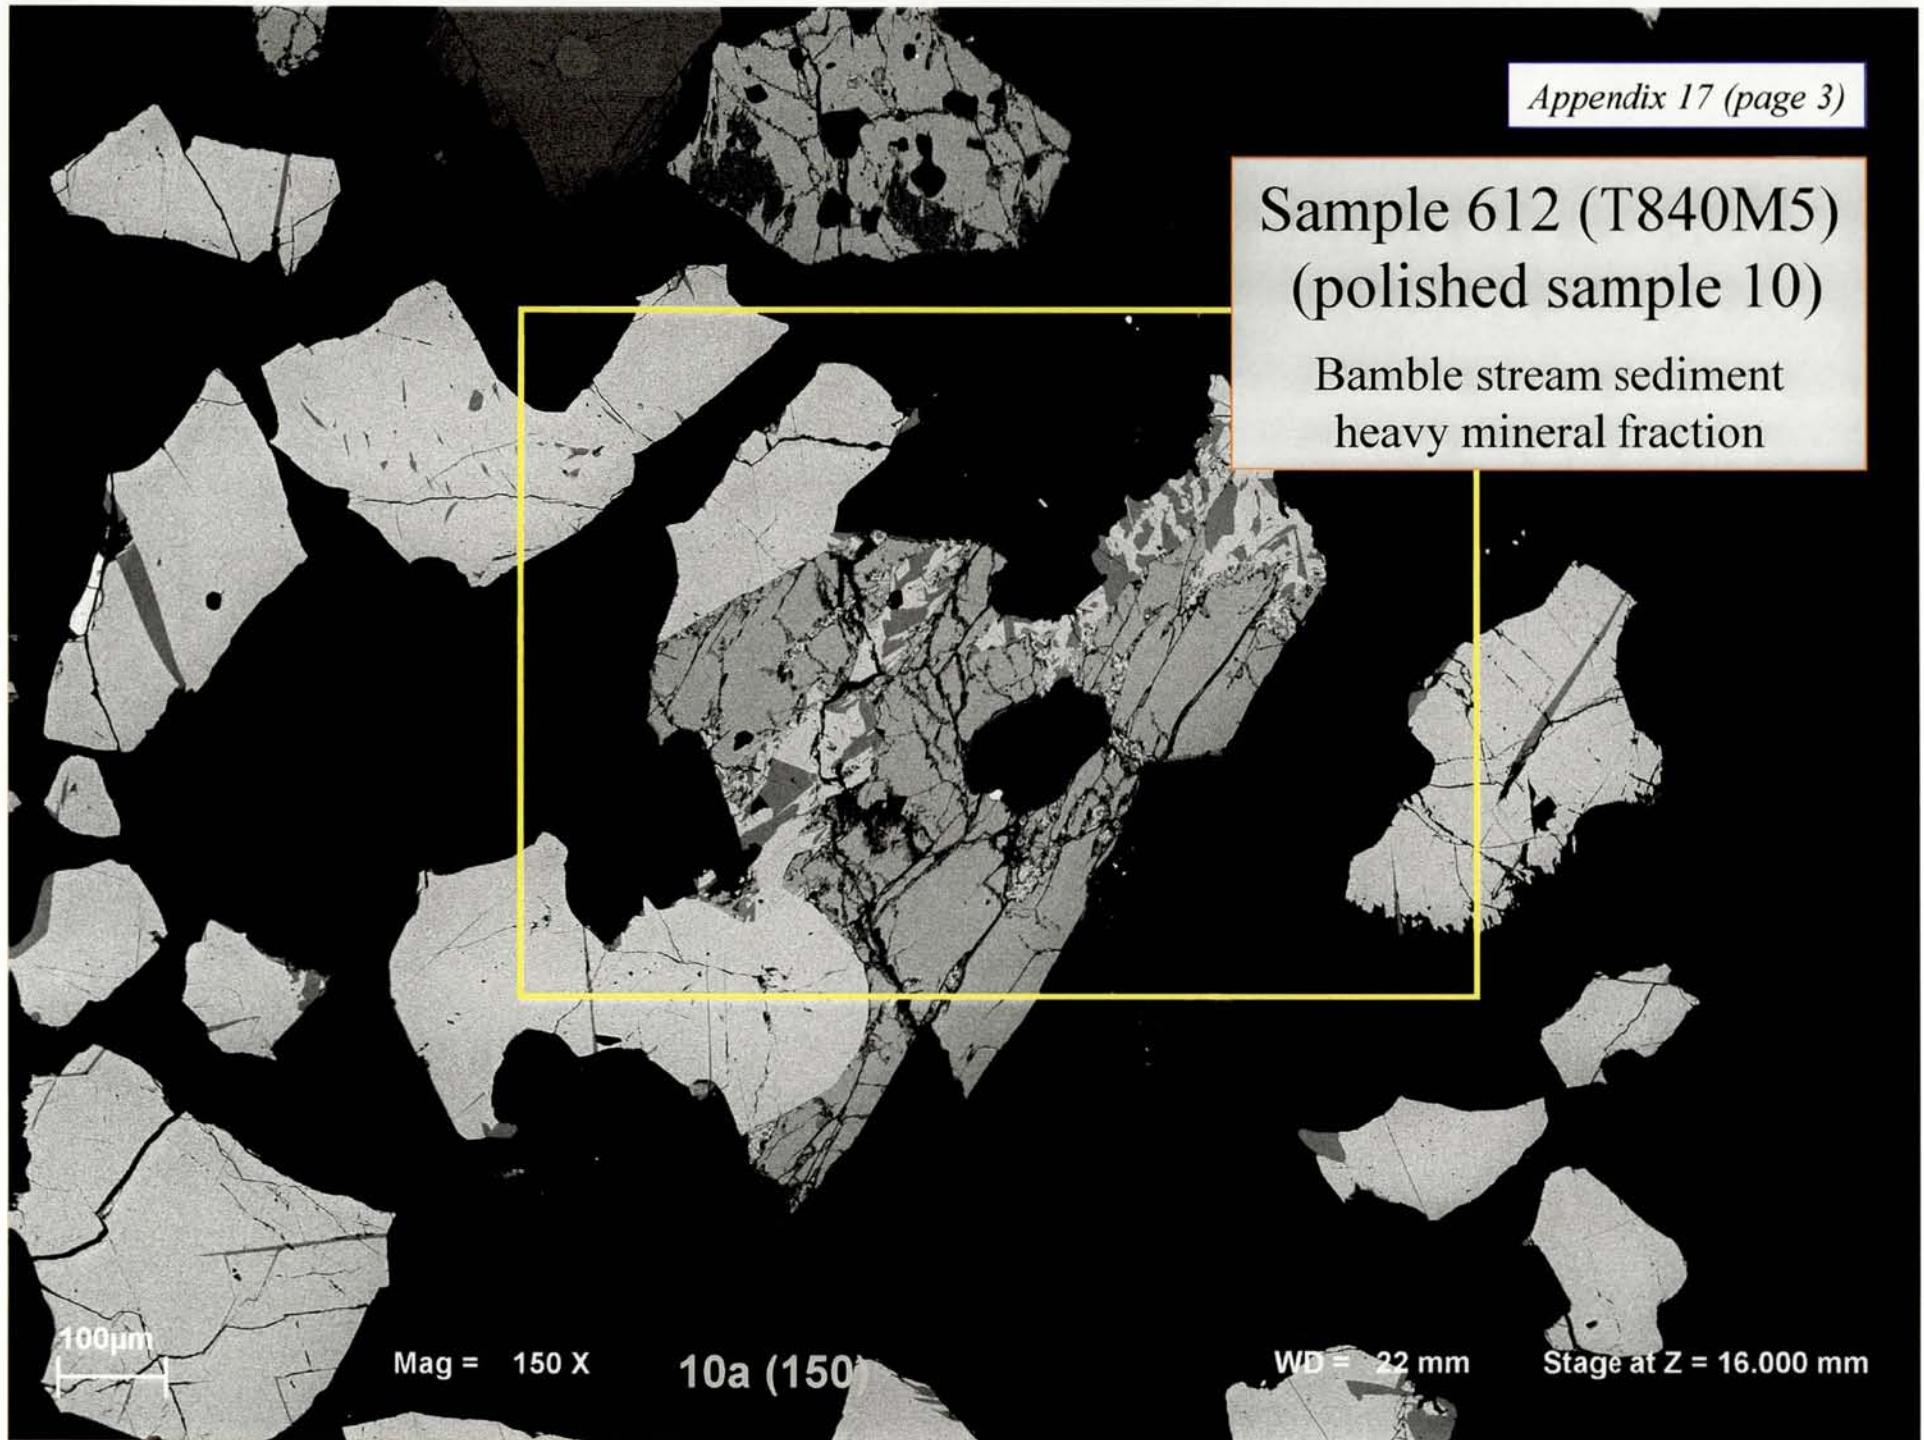 Appendix 17 (page 3)
Sample 612 (T840M5)
(polished sample 10)
Bamble stream sediment
heavy mineral fraction
100µm
Mag = 150 X
10a (150)
WD = 22 mm
Stage at Z = 16.000 mm